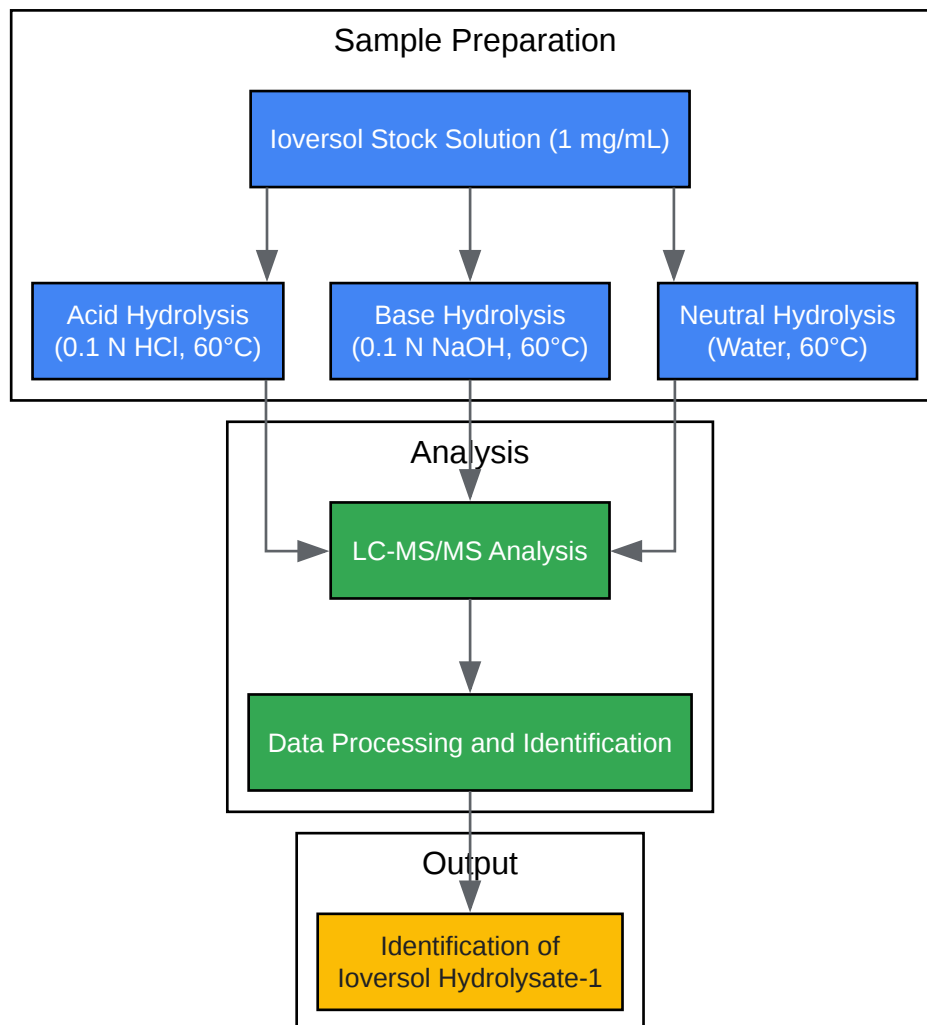 Sample Preparation
Ioversol Stock Solution (1 mg/mL)
Acid Hydrolysis
(0.1 N HCl, 60°C)
Base Hydrolysis
(0.1 N NaOH, 60°C)
Neutral Hydrolysis
(Water, 60°C)
Analysis
LC-MS/MS Analysis
Data Processing and Identification
Output
Identification of
Ioversol Hydrolysate-1